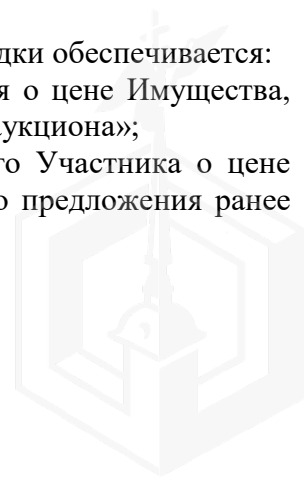 дки обеспечивается:
я о цене Имущества,
укциона»;
го Участника о цене
о предложения ранее